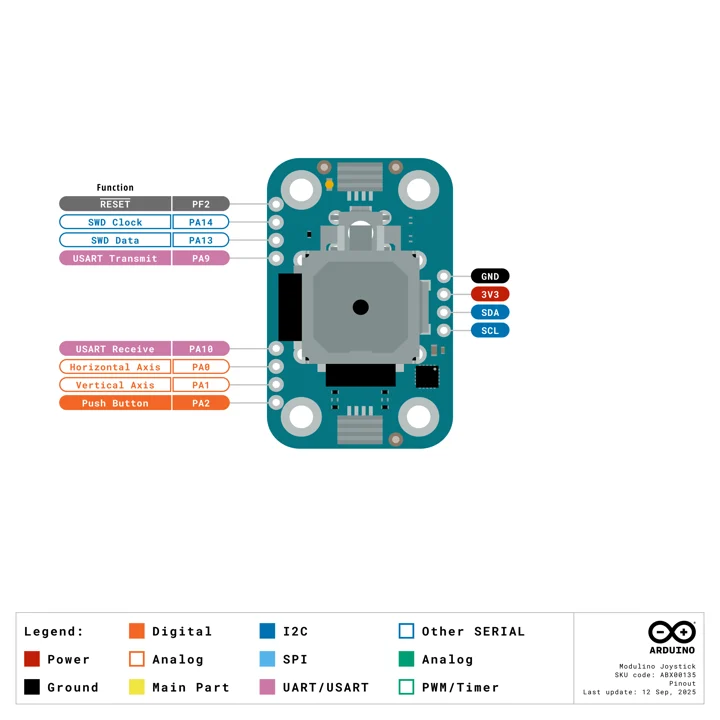 Function
RESET PF2
SWD Clock PA14
SWD Data PA13
USART Transmit PA9
GND
3V3
SDA
SCL
USART Receive PA10
Horizontal Axis PA0
Vertical Axis PA1
Push Button PA2
Legend:
Power
Ground
Digital
Analog
Main Part
I2C
SPI
UART/USART
Other SERIAL
Analog
PWM/Timer
ARDUINO
Modulino Joystick
SKU code: ABX00135
Pinout
Last update: 12 Sep, 2025